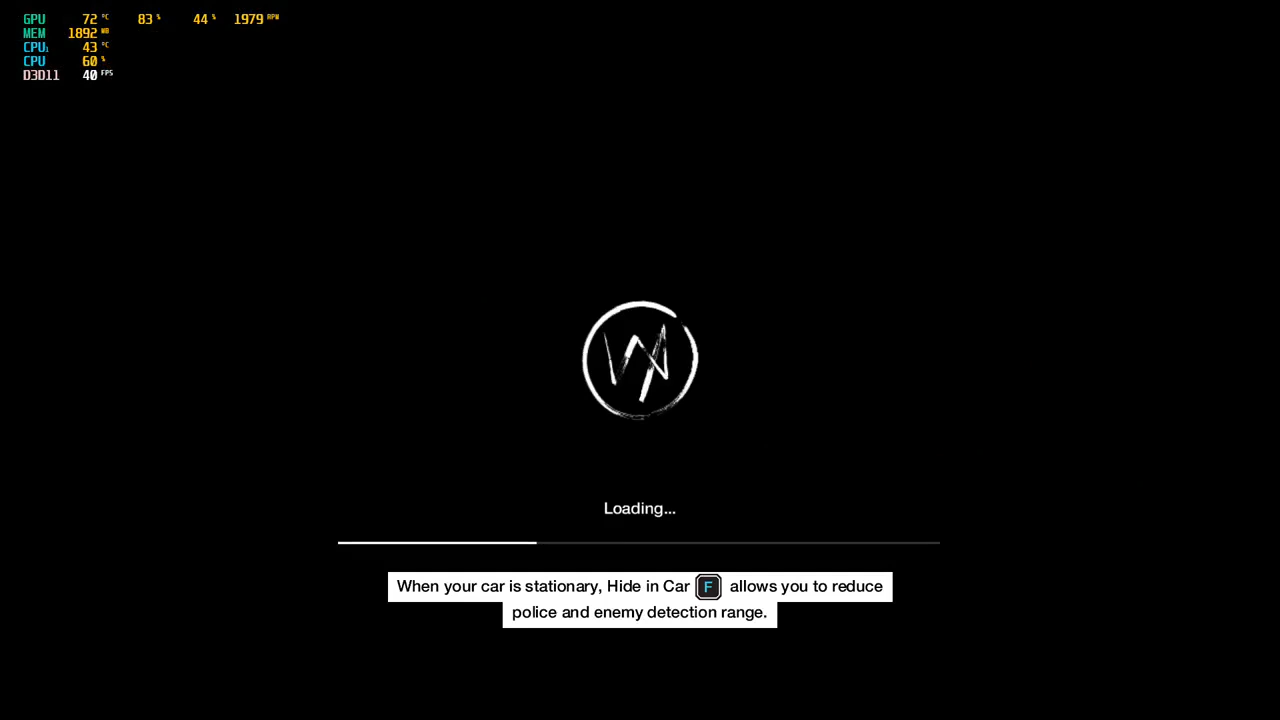 GPU 72 °C 83 % 44 % 1979 RPM
MEM 1892 MB
CPU1 43 °C
CPU 60 %
D3D11 40 FPS
Loading...
When your car is stationary, Hide in Car F allows you to reduce
police and enemy detection range.